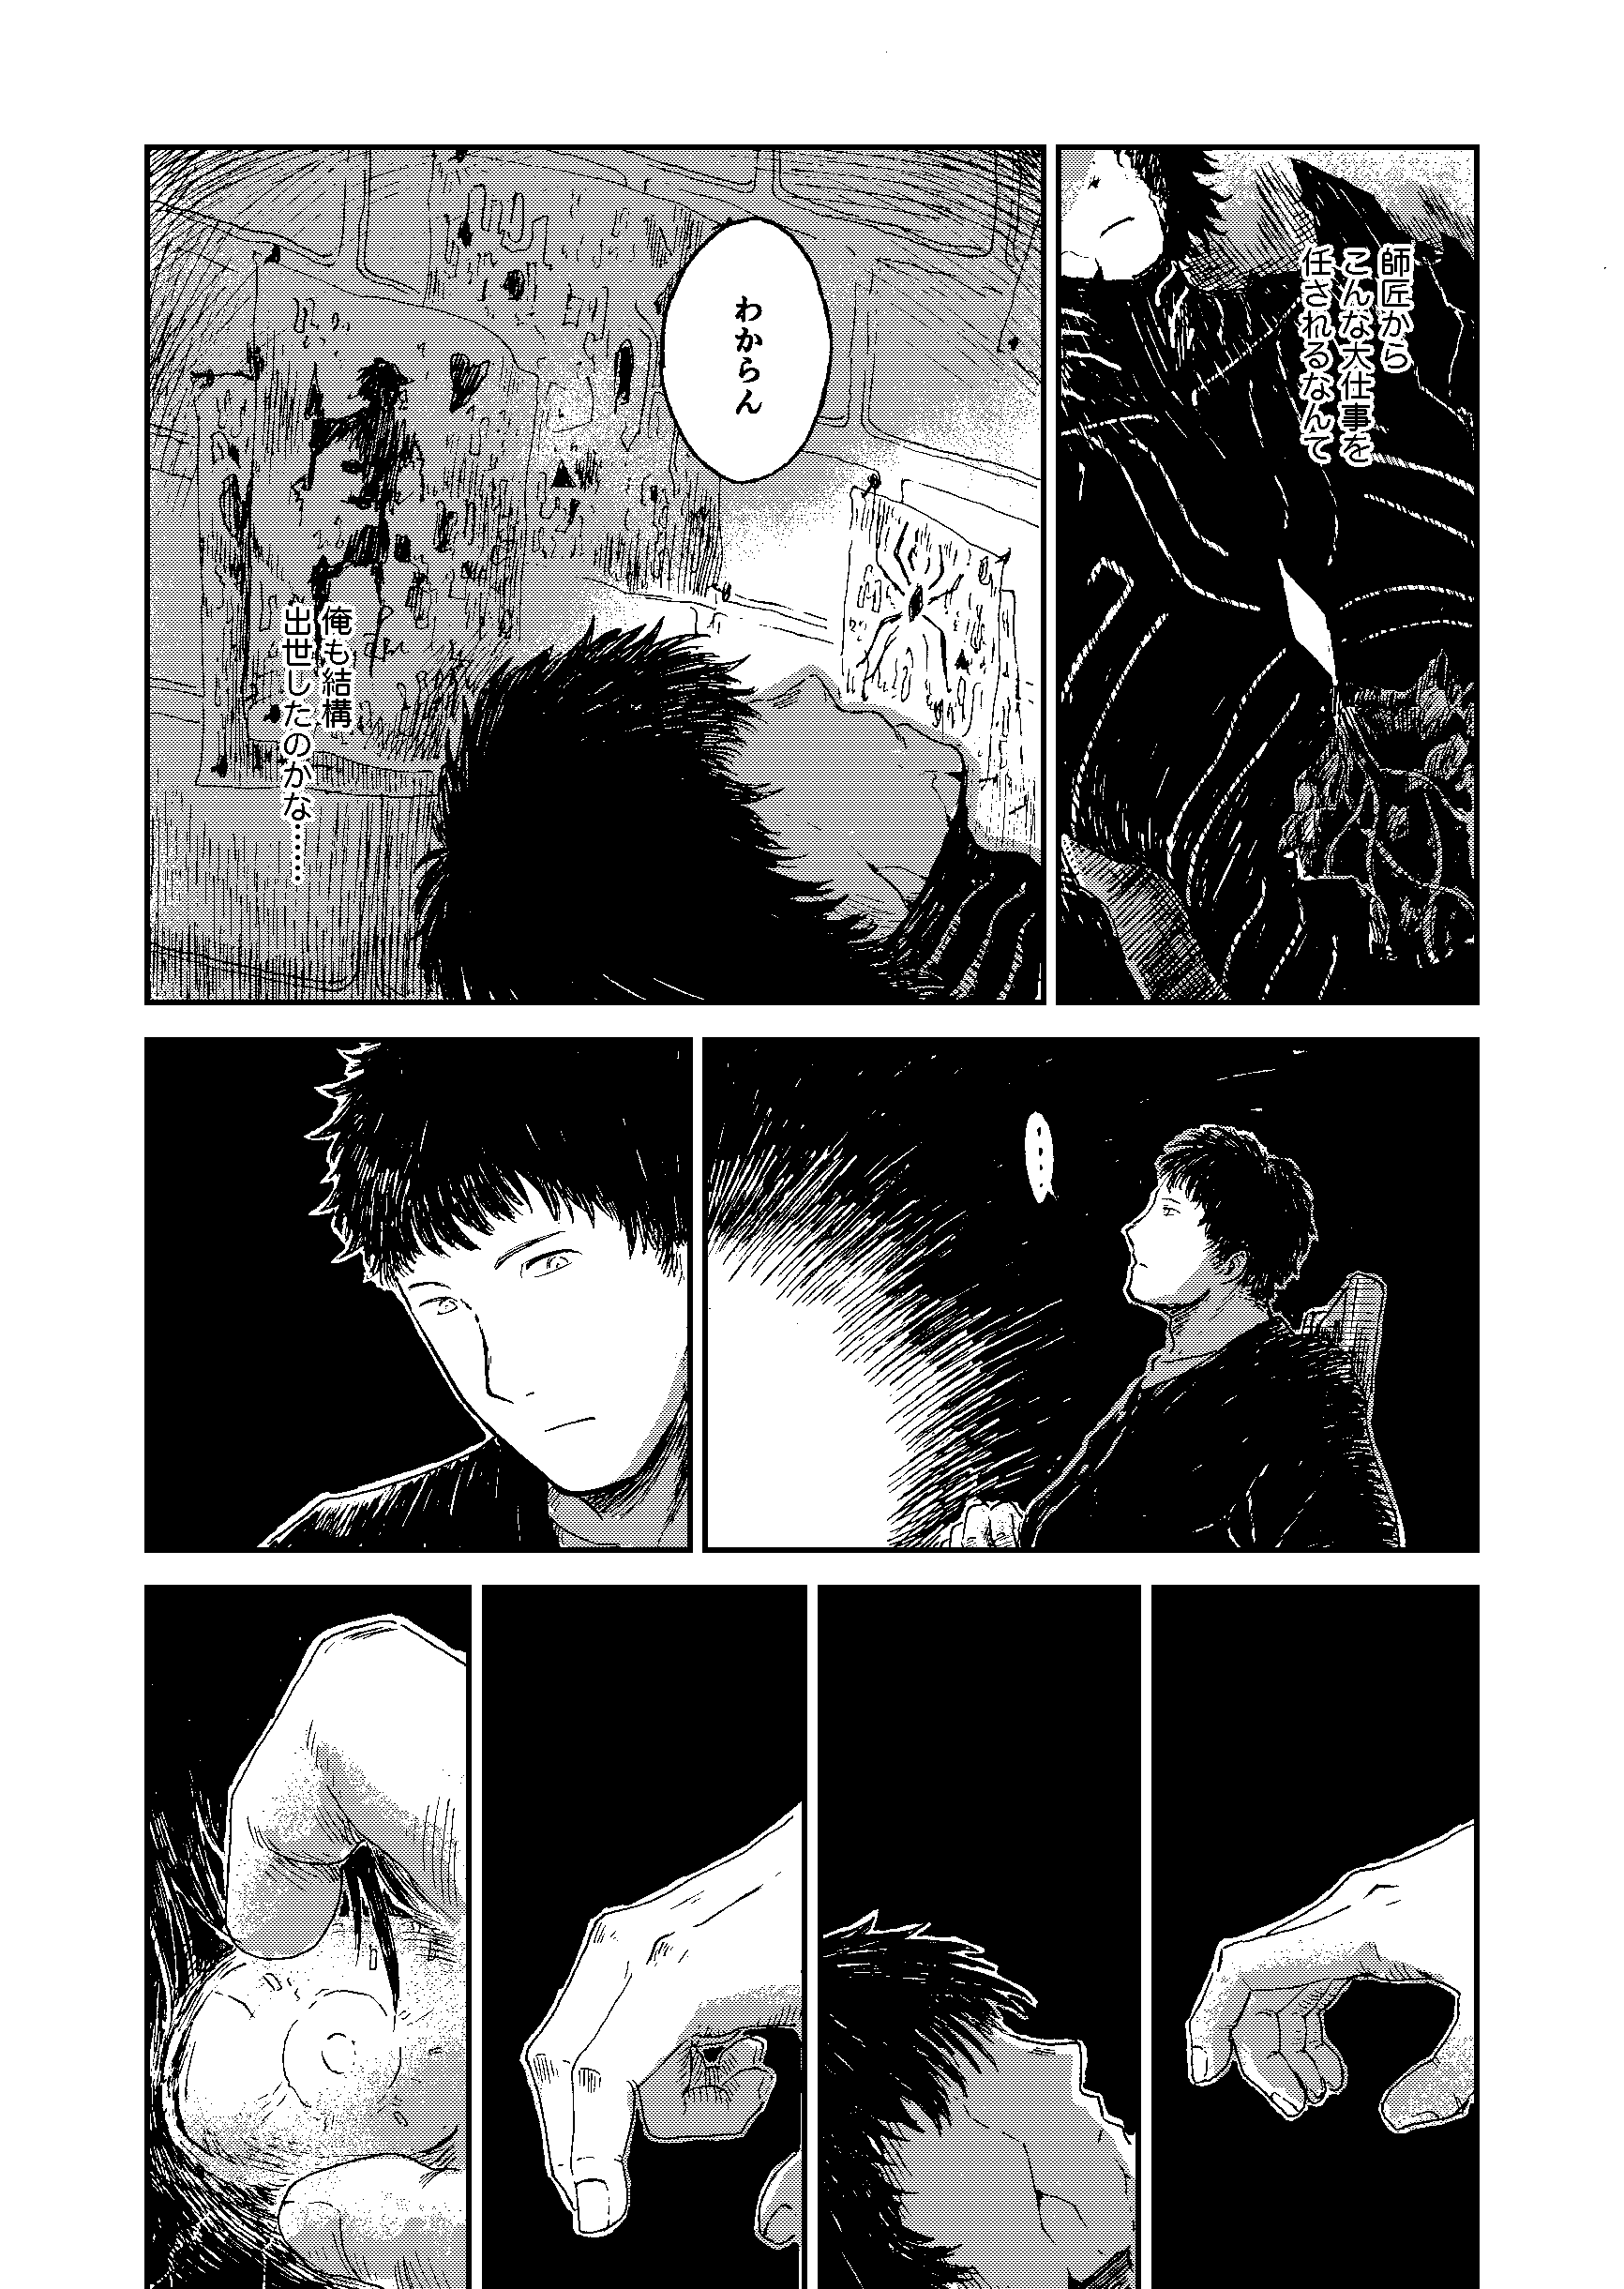 師匠から
こんな大仕事を
任されるなんて
わからん
俺も結構
出世したのかな……
……